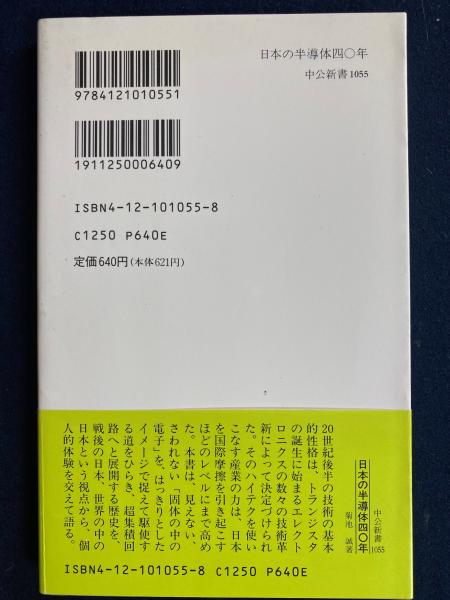 9784121010551
1911250006409
日本の半導体四〇年
中公新書 1055
ISBN4-12-101055-8
C1250 P640E
定価640円(本体621円)
20世紀後半の技術の基本
的性格は、トランジスタ
の誕生に始まるエレクト
ロニクスの数々の技術革
新によって決定づけられ
た。そのハイテクを使い
こなす産業の力は、日本
を国際摩擦を引き起こす
ほどのレベルにまで高め
た。本書は、見えない、
さわれない「固体の中の
電子」を、はっきりとした
イメージで捉えて駆使す
る道をひらき、超集積回
路へと展開する歴史を、
戦後の日本、世界の中の
日本という視点から、個
人的体験を交えて語る。
中公新書
1055
日本の半導体四〇年
菊池 誠著
ISBN4-12-101055-8 C1250 P640E